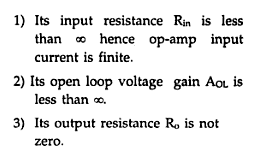 1) Its input resistance Rin is less
than ∞ hence op-amp input
current is finite.
2) Its open loop voltage gain AOL is
less than ∞.
3) Its output resistance Ro is not
zero.